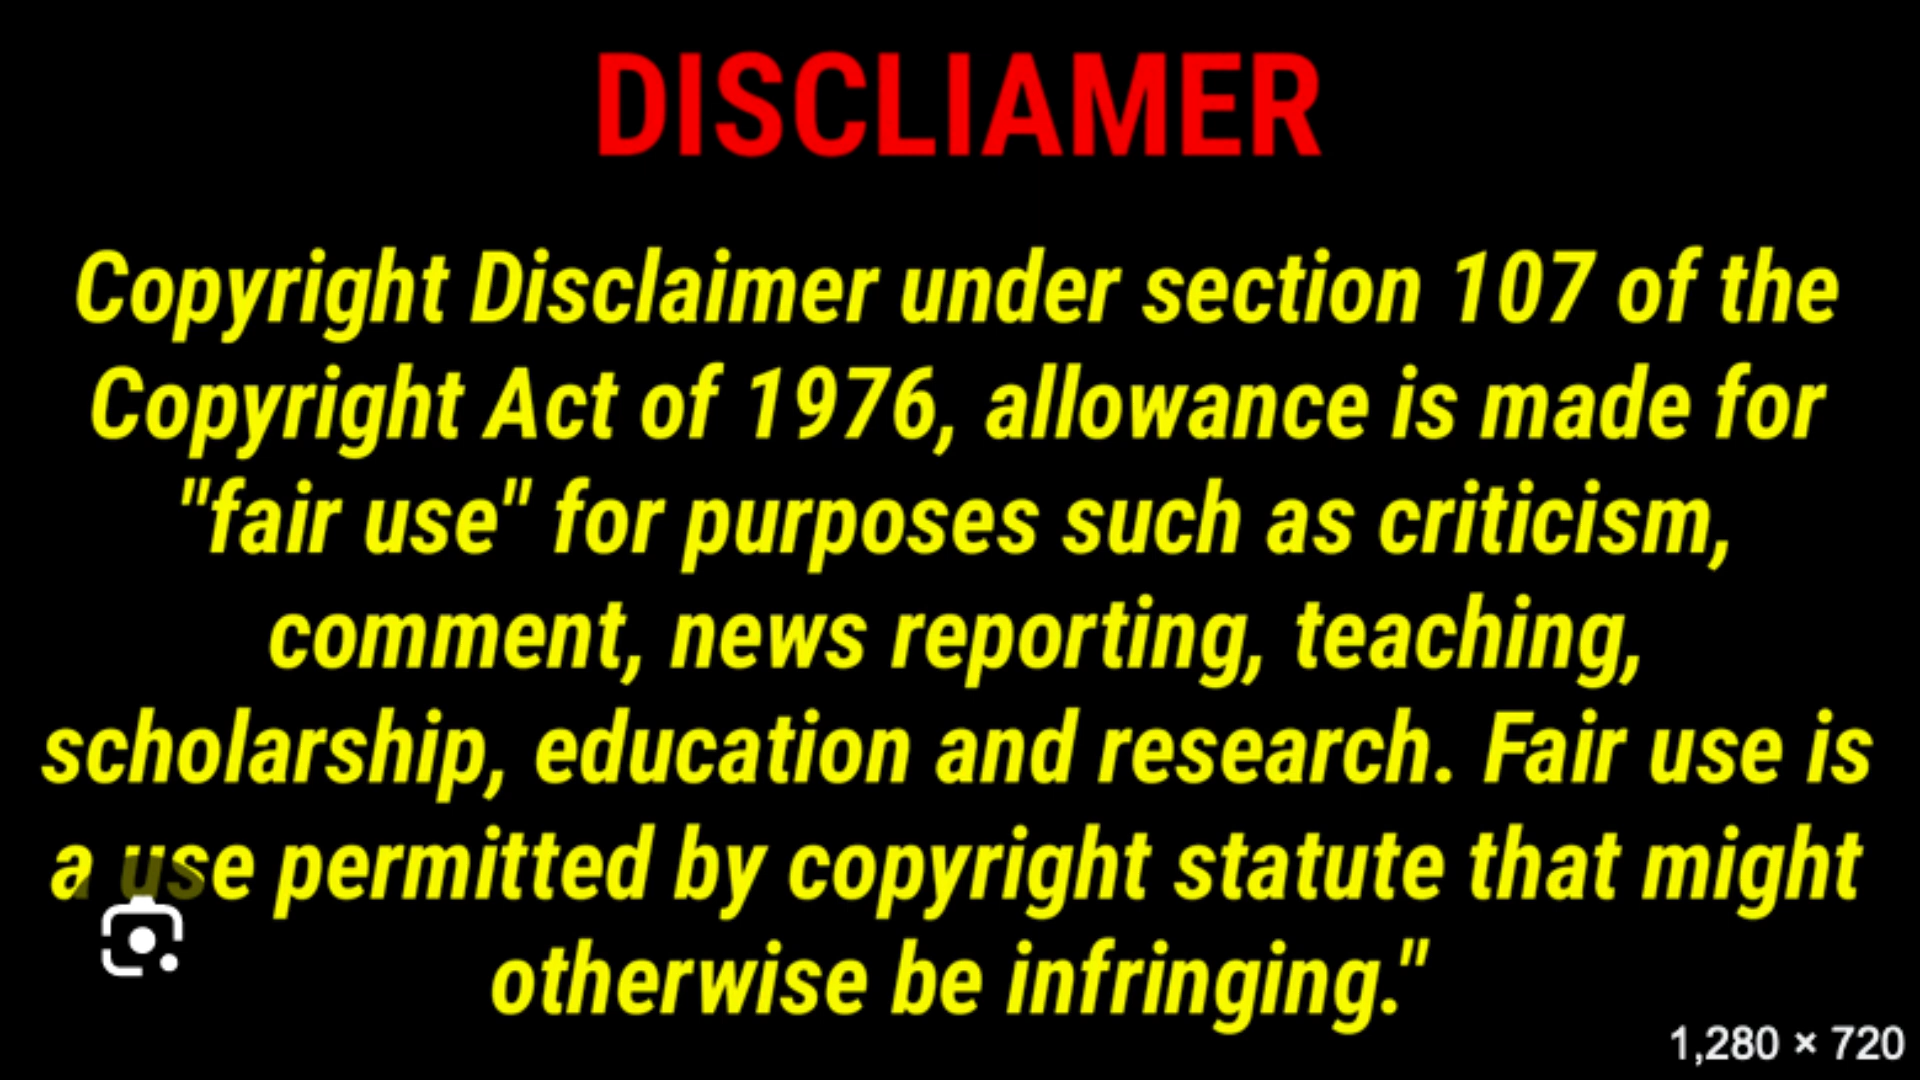 DISCLIAMER
Copyright Disclaimer under section 107 of the
Copyright Act of 1976, allowance is made for
"fair use" for purposes such as criticism,
comment, news reporting, teaching,
scholarship, education and research. Fair use is
a use permitted by copyright statute that might
otherwise be infringing."
1,280 × 720